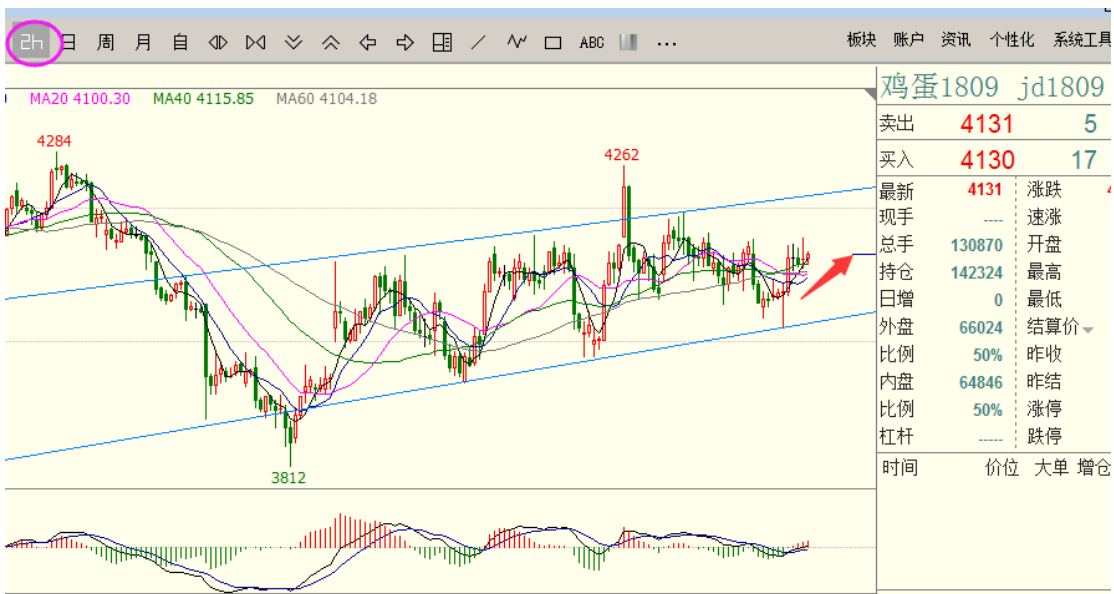 2h 日 周 月 自 ABC ... 板块 账户 资讯 个性化 系统工具
MA20 4100.30 MA40 4115.85 MA60 4104.18
4284
4262
3812
鸡蛋1809 jd1809
卖出 4131 5
买入 4130 17
最新 4131 涨跌
现手 ---- 速涨
总手 130870 开盘
持仓 142324 最高
日增 0 最低
外盘 66024 结算价
比例 50% 昨收
内盘 64846 昨结
比例 50% 涨停
杠杆 ----- 跌停
时间 价位 大单 增仓